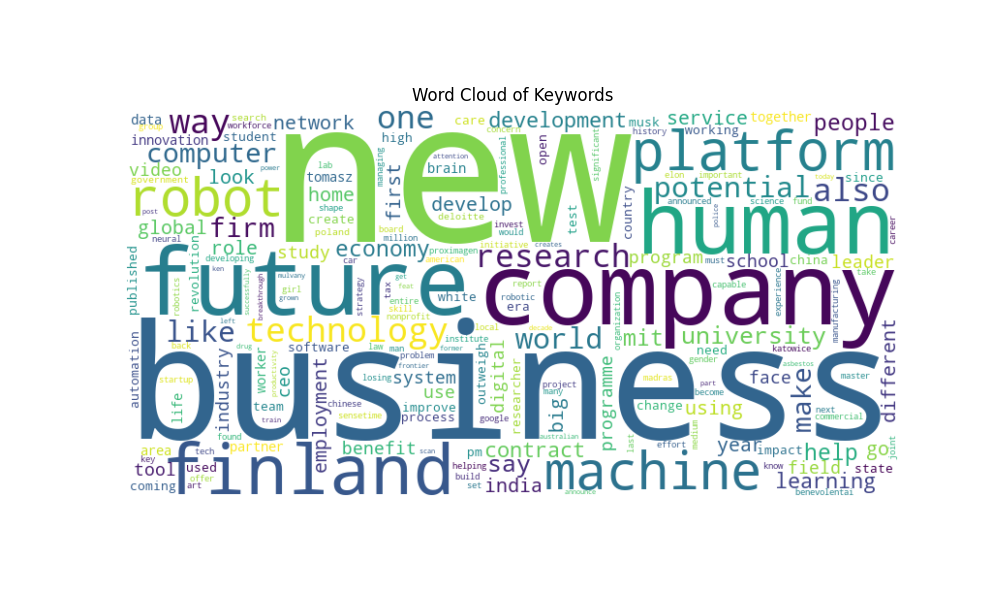 Word Cloud of Keywords
data way network one development musk service together people
group search workforce care concern history working
innovation student high open significant
computer new platform
video lab managing attention brain professional elon important since
government look tomasz first announced science fund today
robot power home develop country potential also
post shape deloitte test police career
global firm create board invest human
neural role poland million would
revolution study economy proximagen initiative creates research program must school china leader
published developing car american report capable take
robotics ken mulvany get fear skill robotic experience
successfully breakthrough strategy tax entire white era organization manufacturing
future grown nonprofit company
left local decade
automation like technology institute world mit university different
back drug software law man former need katowice
industry worker productivity problem frontier outweigh digital gender asbestos
startup ceo losing system researcher project programme face make
life employment use many big madras part master
team chinese improve google change using become next
sensetime process last medium commercial
business
area found train partner benefit australian contract effort year impact help go joint
key tech scan pm say know field state
tool used finland helping machine learning
coming offer build india
art set announce benevolentai